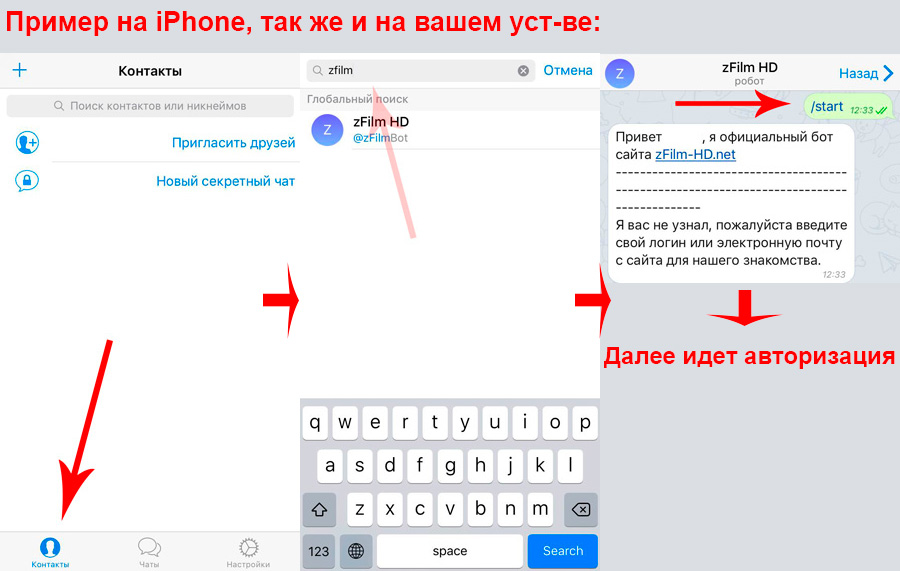 Пример на iPhone, так же и на вашем уст-ве:
Контакты
Поиск контактов или никнеймов
Пригласить друзей
Новый секретный чат
Контакты
Чаты
Настройки
zfilm
Отмена
Глобальный поиск
Z
zFilm HD
@zFilmBot
q w e r t y u i o p
a s d f g h j k l
z x c v b n m
123 space Search
Z
zFilm HD
робот
Назад
/start 12:33
Привет , я официальный бот
сайта zFilm-HD.net
---------------------------------------
---------------------------------------
--------------
Я вас не узнал, пожалуйста введите
свой логин или электронную почту
с сайта для нашего знакомства.
12:33
Далее идет авторизация